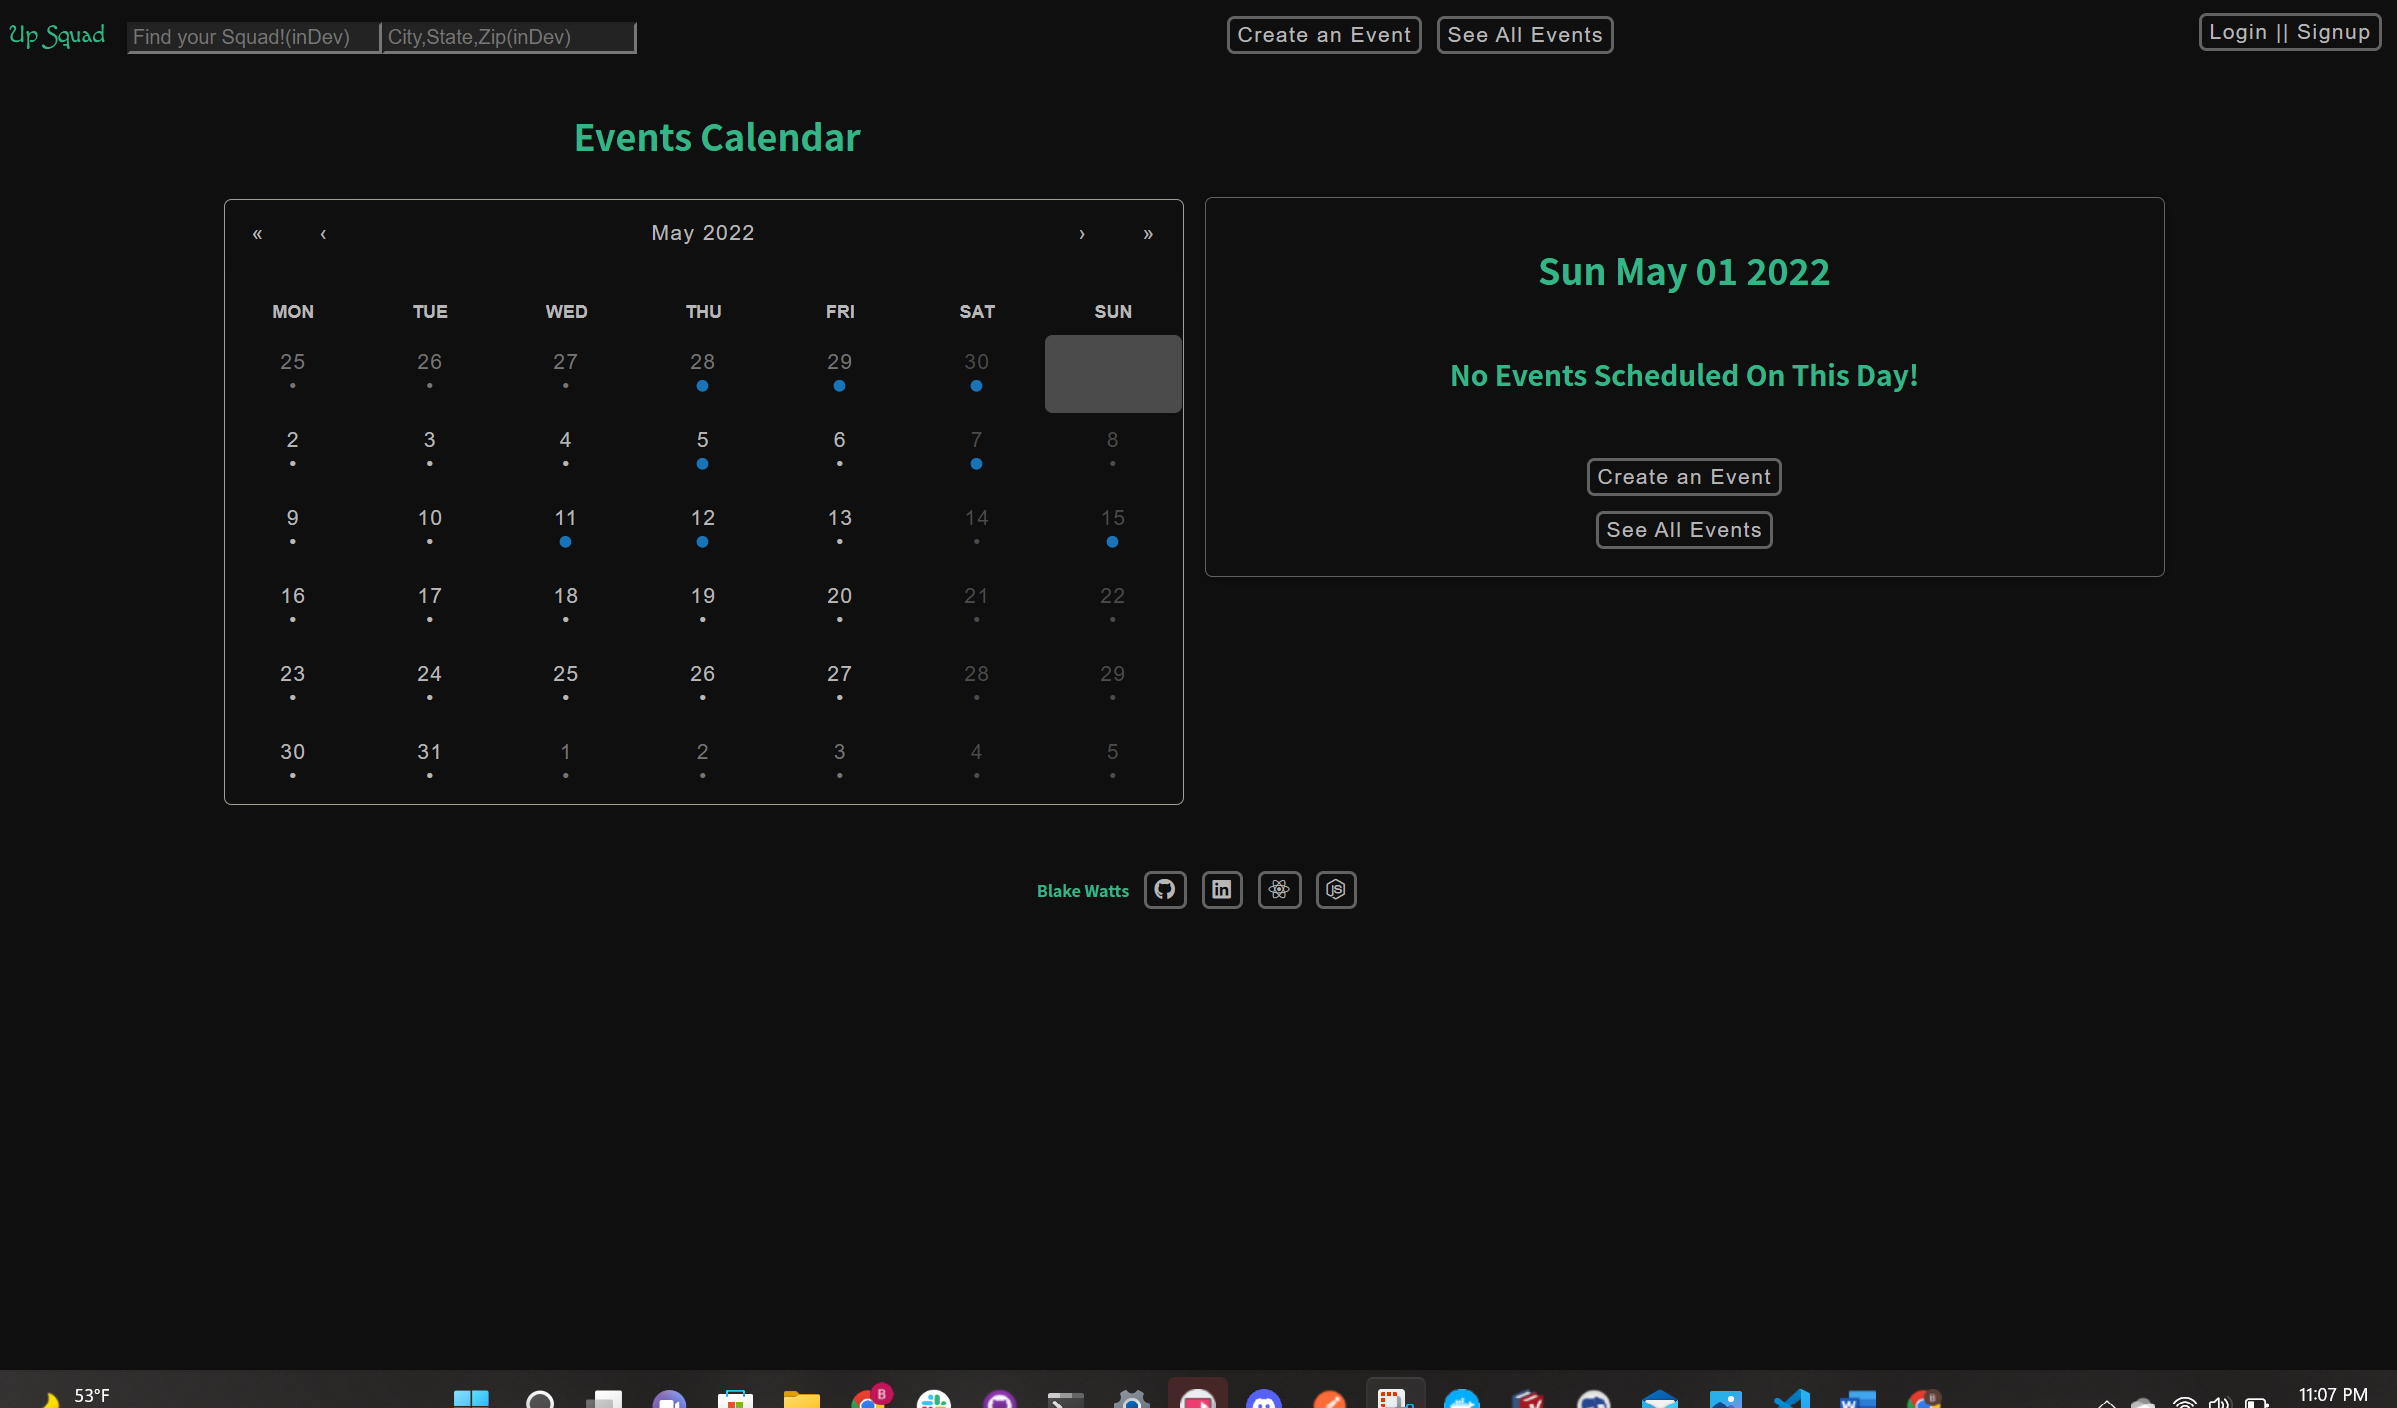 Up Squad Find your Squad!(inDev) City,State,Zip(inDev) Create an Event See All Events Login || Signup
Events Calendar
« ‹ May 2022 › »
MON TUE WED THU FRI SAT SUN
25 26 27 28 29 30
2 3 4 5 6 7 8
9 10 11 12 13 14 15
16 17 18 19 20 21 22
23 24 25 26 27 28 29
30 31 1 2 3 4 5
Sun May 01 2022
No Events Scheduled On This Day!
Create an Event
See All Events
Blake Watts
53°F
B
11:07 PM